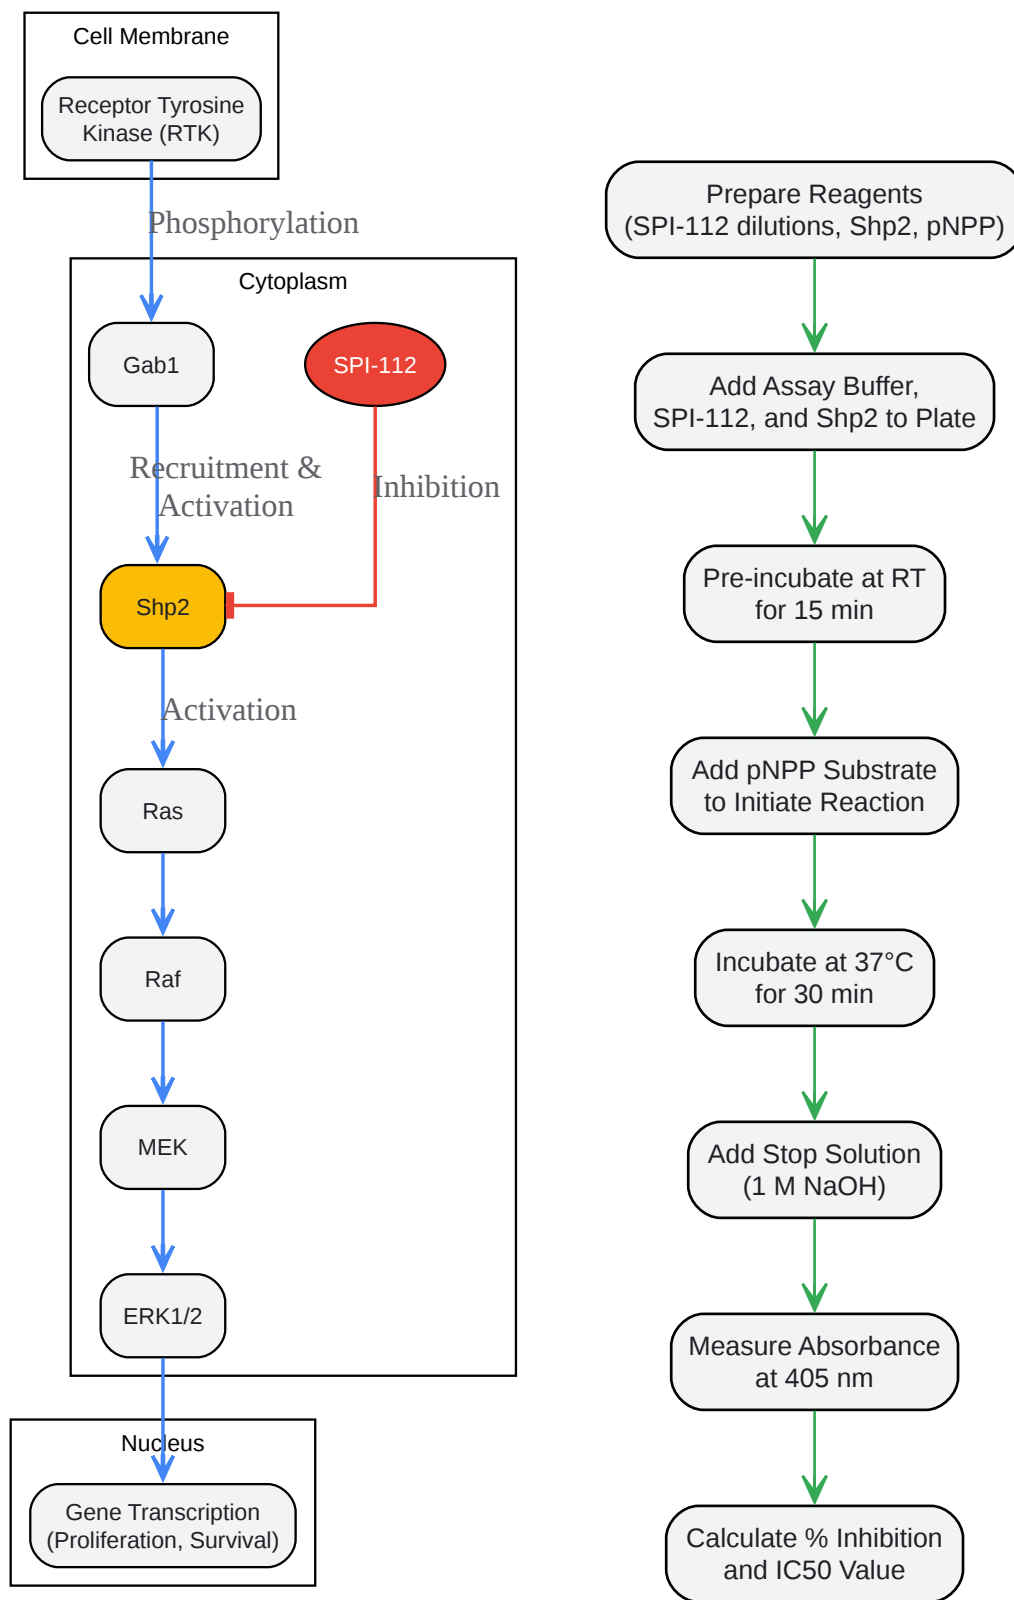 Cell Membrane
Receptor Tyrosine
Kinase (RTK)
Phosphorylation
Cytoplasm
Gab1
SPI-112
Recruitment &
Activation
Inhibition
Shp2
Activation
Ras
Raf
MEK
ERK1/2
Nucleus
Gene Transcription
(Proliferation, Survival)
Prepare Reagents
(SPI-112 dilutions, Shp2, pNPP)
Add Assay Buffer,
SPI-112, and Shp2 to Plate
Pre-incubate at RT
for 15 min
Add pNPP Substrate
to Initiate Reaction
Incubate at 37°C
for 30 min
Add Stop Solution
(1 M NaOH)
Measure Absorbance
at 405 nm
Calculate % Inhibition
and IC50 Value